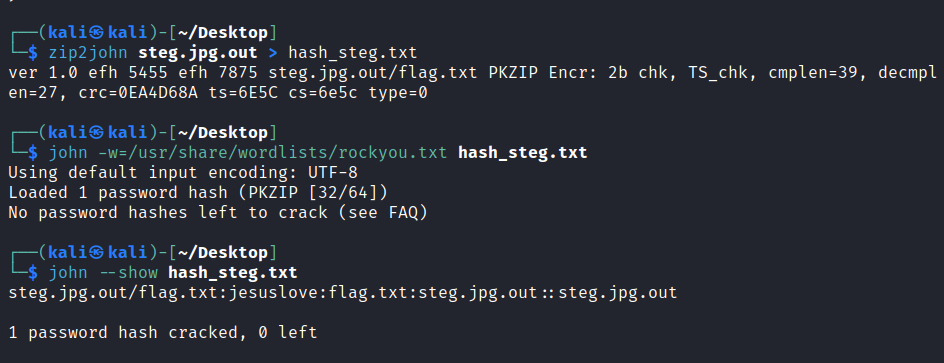 ┌──(kali㉿kali)-[~/Desktop]
└─$ zip2john steg.jpg.out > hash_steg.txt
ver 1.0 efh 5455 efh 7875 steg.jpg.out/flag.txt PKZIP Encr: 2b chk, TS_chk, cmplen=39, decmpl
en=27, crc=0EA4D68A ts=6E5C cs=6e5c type=0
┌──(kali㉿kali)-[~/Desktop]
└─$ john -w=/usr/share/wordlists/rockyou.txt hash_steg.txt
Using default input encoding: UTF-8
Loaded 1 password hash (PKZIP [32/64])
No password hashes left to crack (see FAQ)
┌──(kali㉿kali)-[~/Desktop]
└─$ john --show hash_steg.txt
steg.jpg.out/flag.txt:jesuslove:flag.txt:steg.jpg.out::steg.jpg.out
1 password hash cracked, 0 left